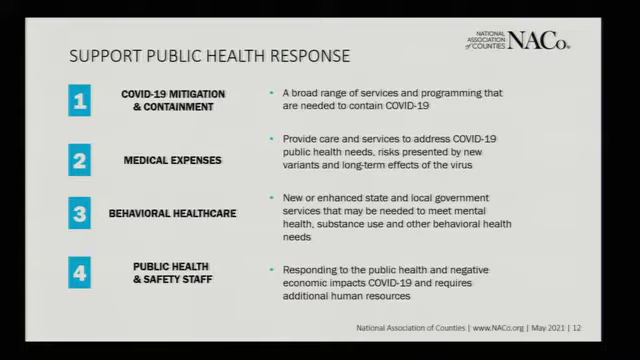 NATIONAL
ASSOCIATION
of COUNTIES
NACo
SUPPORT PUBLIC HEALTH RESPONSE
1
COVID-19 MITIGATION
& CONTAINMENT
• A broad range of services and programming that
are needed to contain COVID-19
2
MEDICAL EXPENSES
• Provide care and services to address COVID-19
public health needs, risks presented by new
variants and long-term effects of the virus
3
BEHAVIORAL HEALTHCARE
• New or enhanced state and local government
services that may be needed to meet mental
health, substance use and other behavioral health
needs
4
PUBLIC HEALTH
& SAFETY STAFF
• Responding to the public health and negative
economic impacts COVID-19 and requires
additional human resources
National Association of Counties | www.NACo.org | May 2021 | 12